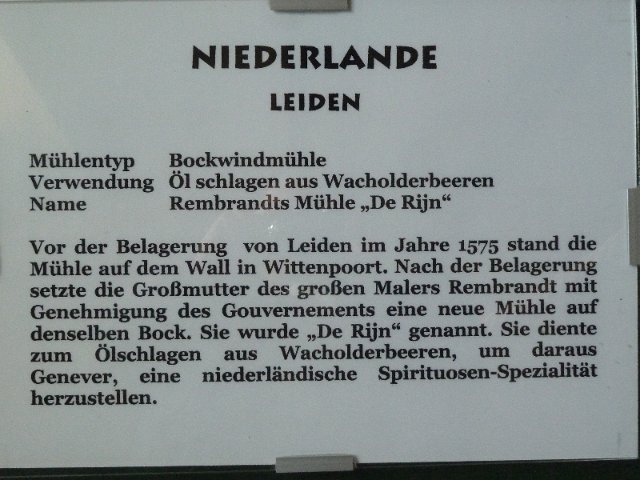 NIEDERLANDE
LEIDEN
Mühlentyp Bockwindmühle
Verwendung Öl schlagen aus Wacholderbeeren
Name Rembrandts Mühle „De Rijn“
Vor der Belagerung von Leiden im Jahre 1575 stand die
Mühle auf dem Wall in Wittenpoort. Nach der Belagerung
setzte die Großmutter des großen Malers Rembrandt mit
Genehmigung des Gouvernements eine neue Mühle auf
denselben Bock. Sie wurde „De Rijn“ genannt. Sie diente
zum Ölschlagen aus Wacholderbeeren, um daraus
Genever, eine niederländische Spirituosen-Spezialität
herzustellen.